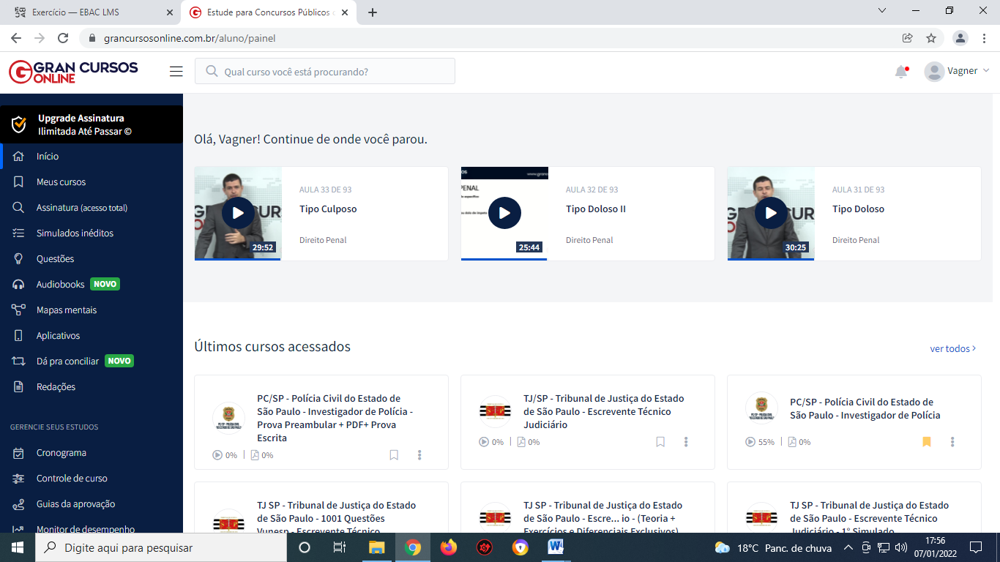 Exercício — EBAC LMS
Estude para Concursos Públicos
grancursosonline.com.br/aluno/painel
GRAN CURSOS
ONLINE
Qual curso você está procurando?
Vagner
Upgrade Assinatura
Ilimitada Até Passar ©
Início
Meus cursos
Assinatura (acesso total)
Simulados inéditos
Questões
Audiobooks NOVO
Mapas mentais
Aplicativos
Dá pra conciliar NOVO
Redações
GERENCIE SEUS ESTUDOS
Cronograma
Controle de curso
Guias da aprovação
Monitor de desempenho
Olá, Vagner! Continue de onde você parou.
29:52
AULA 33 DE 93
Tipo Culposo
Direito Penal
25:44
AULA 32 DE 93
Tipo Doloso II
Direito Penal
30:25
AULA 31 DE 93
Tipo Doloso
Direito Penal
Últimos cursos acessados
ver todos
PC/SP - Polícia Civil do Estado de
São Paulo - Investigador de Polícia -
Prova Preambular + PDF+ Prova
Escrita
0% 0%
TJ/SP - Tribunal de Justiça do Estado
de São Paulo - Escrevente Técnico
Judiciário
0% 0%
PC/SP - Polícia Civil do Estado de
São Paulo - Investigador de Polícia
55% 0%
TJ SP - Tribunal de Justiça do Estado
de São Paulo - 1001 Questões
Vunesp - Escrevente Técnico
TJ SP - Tribunal de Justiça do Estado
de São Paulo - Escre... io - (Teoria +
Exercícios e Diferenciais Exclusivos)
TJ SP - Tribunal de Justiça do Estado
de São Paulo - Escrevente Técnico
Judiciário - 1° Simulado
Digite aqui para pesquisar
18°C Panc. de chuva
17:56
07/01/2022